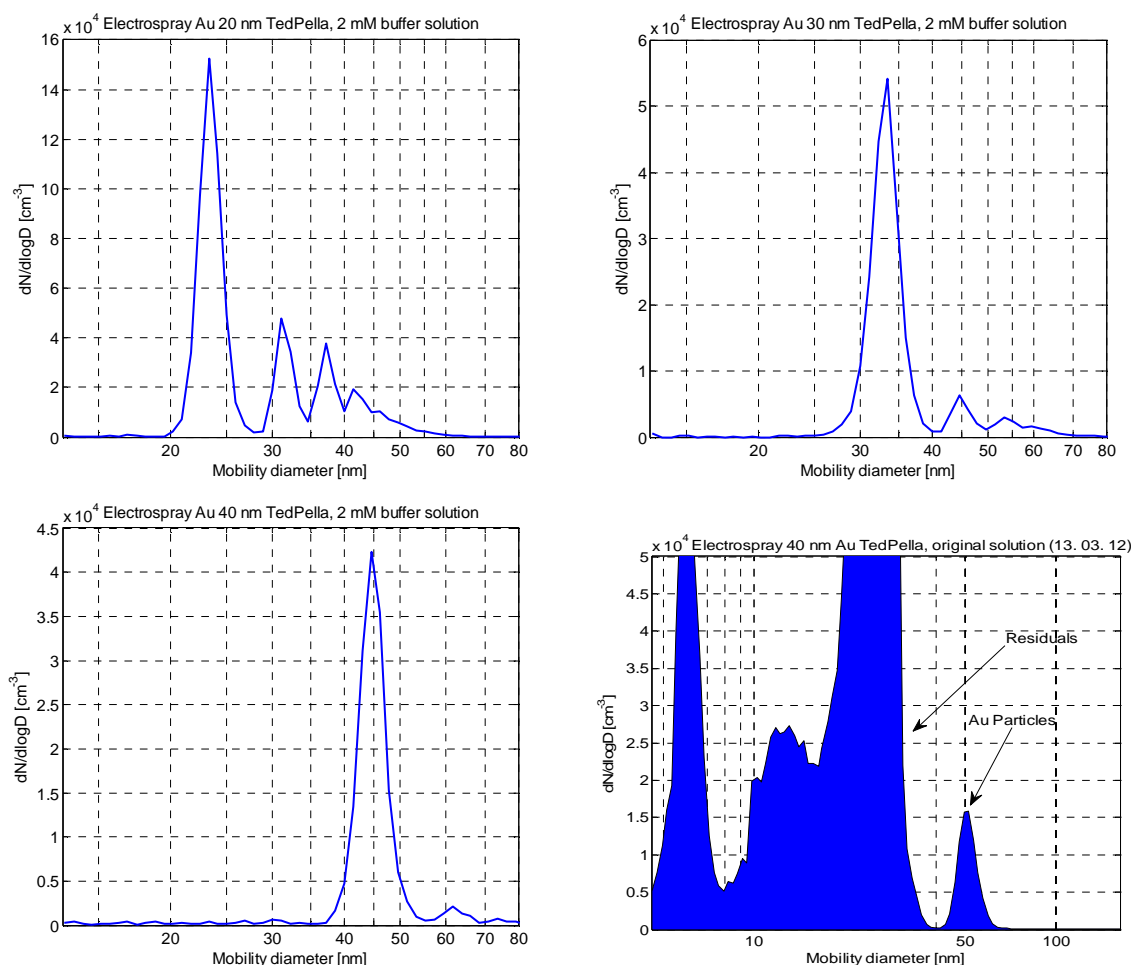 x 10^4 Electrospray Au 20 nm TedPella, 2 mM buffer solution
16
14
12
10
8
6
4
2
0
dN/dlogD [cm^-3]
20 30 40 50 60 70 80
Mobility diameter [nm]
x 10^4 Electrospray Au 30 nm TedPella, 2 mM buffer solution
6
5
4
3
2
1
0
dN/dlogD [cm^-3]
20 30 40 50 60 70 80
Mobility diameter [nm]
x 10^4 Electrospray Au 40 nm TedPella, 2 mM buffer solution
4.5
4
3.5
3
2.5
2
1.5
1
0.5
0
dN/dlogD [cm^-3]
20 30 40 50 60 70 80
Mobility diameter [nm]
x 10^4 Electrospray 40 nm Au TedPella, original solution (13. 03. 12)
5
4.5
4
3.5
3
2.5
2
1.5
1
0.5
0
dN/dlogD [cm^-3]
Residuals
Au Particles
10 50 100
Mobility diameter [nm]